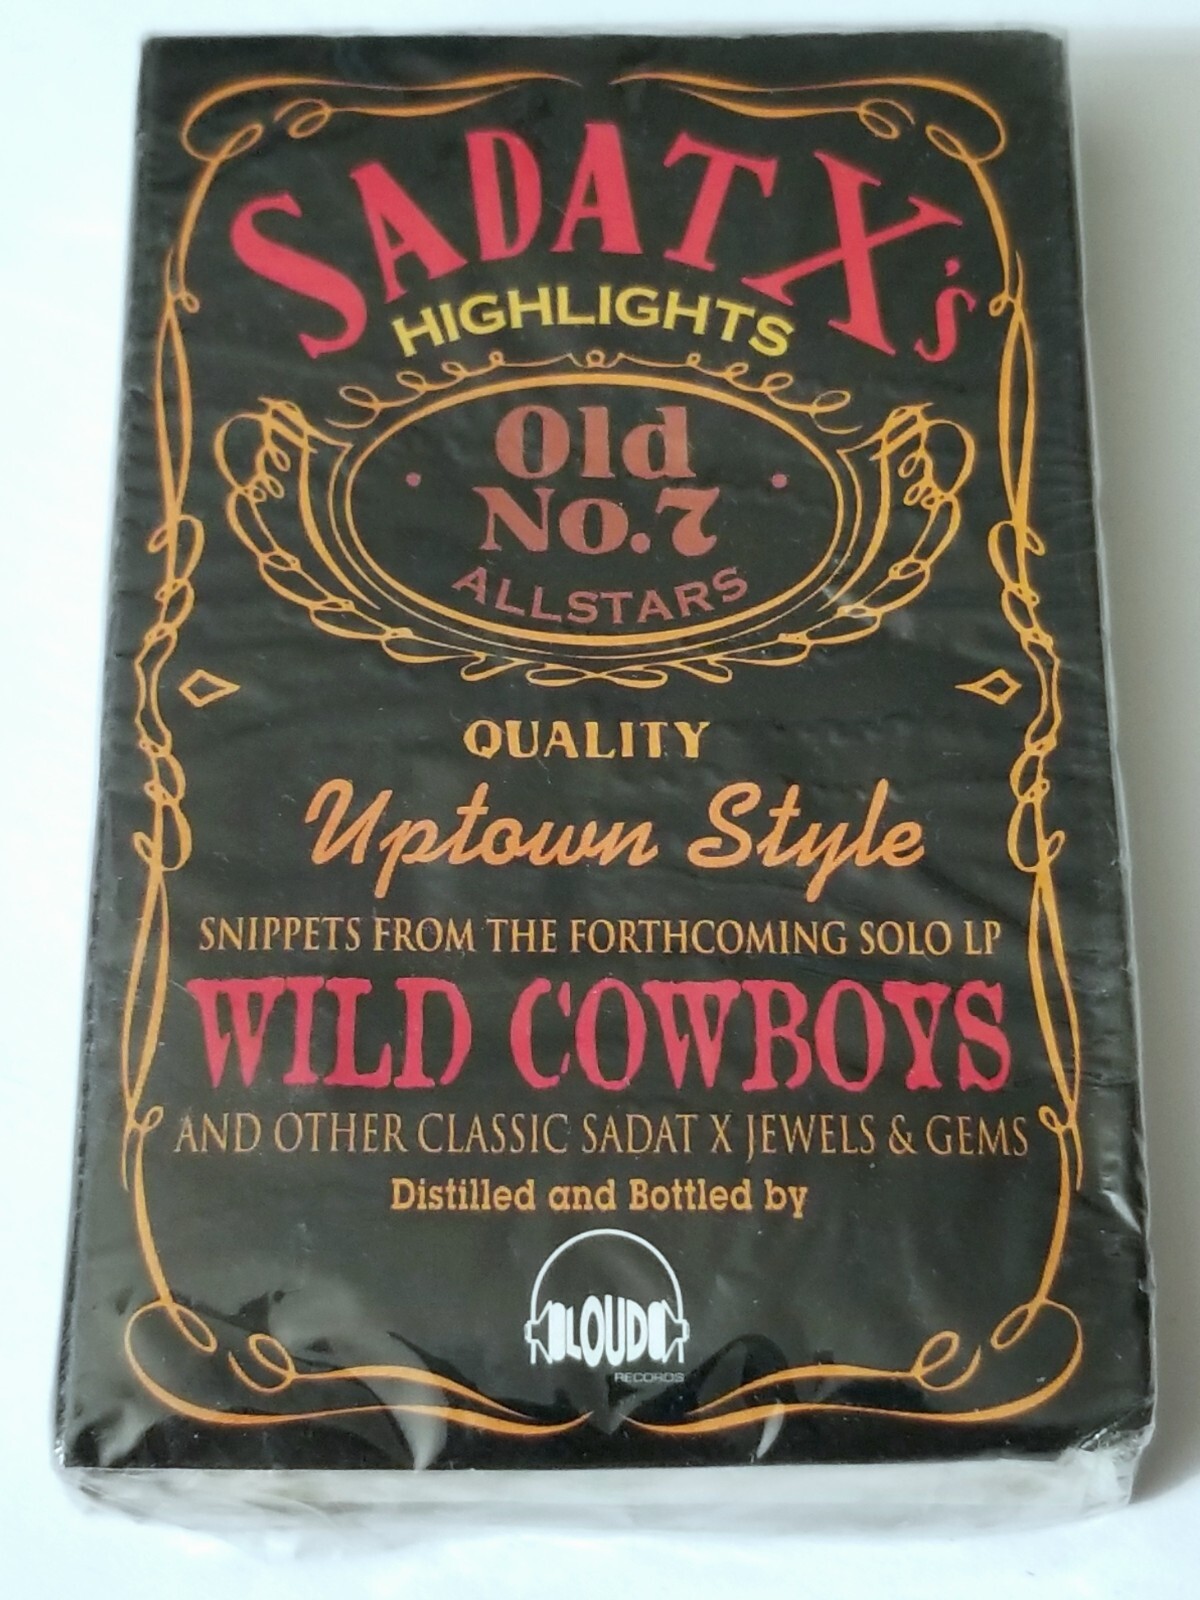 SADAT X's
HIGHLIGHTS
Old
No.7
ALLSTARS
QUALITY
Uptown Style
SNIPPETS FROM THE FORTHCOMING SOLO LP
WILD COWBOYS
AND OTHER CLASSIC SADAT X JEWELS & GEMS
Distilled and Bottled by
LOUD
RECORDS